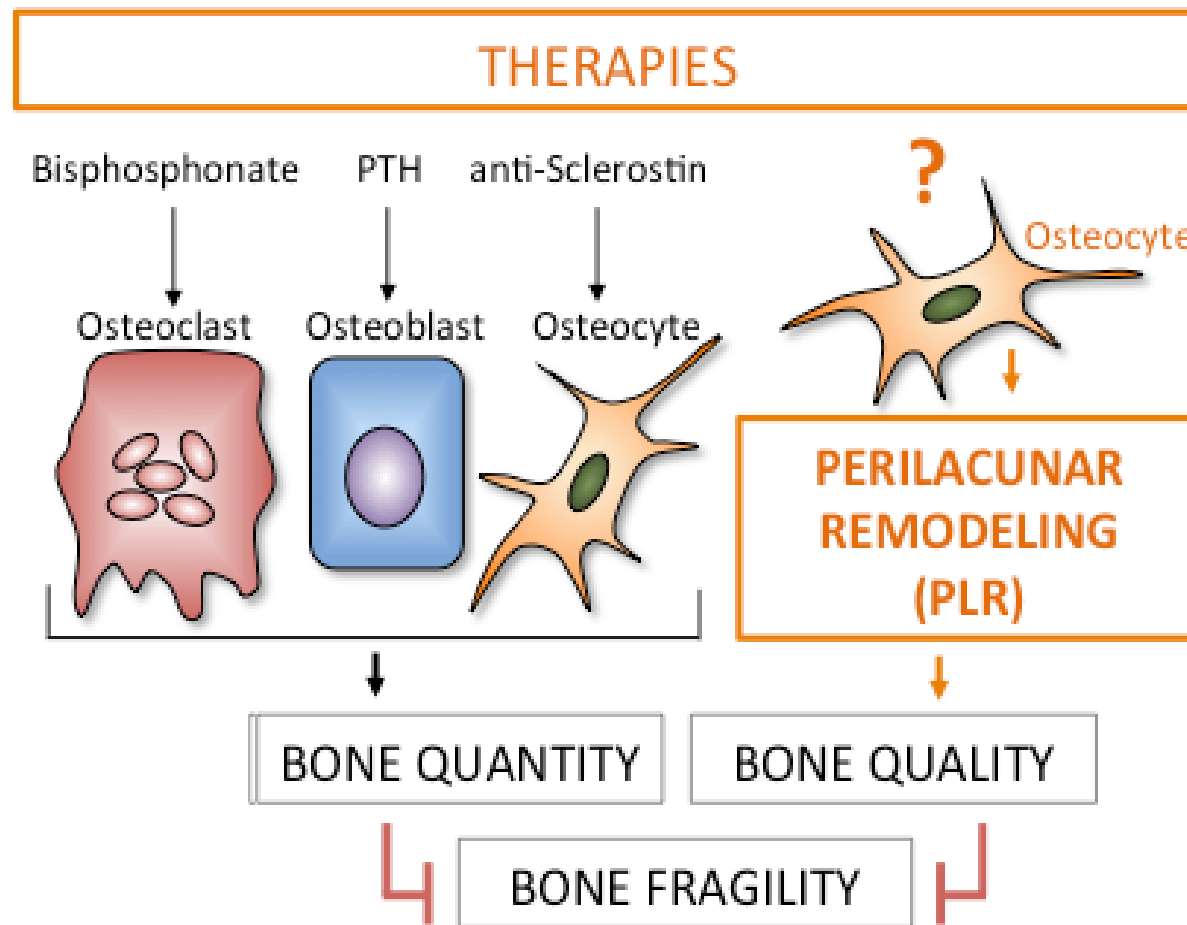 THERAPIES
Bisphosphonate PTH anti-Sclerostin ?
Osteocyte
Osteoclast Osteoblast Osteocyte
PERILACUNAR
REMODELING
(PLR)
BONE QUANTITY BONE QUALITY
BONE FRAGILITY